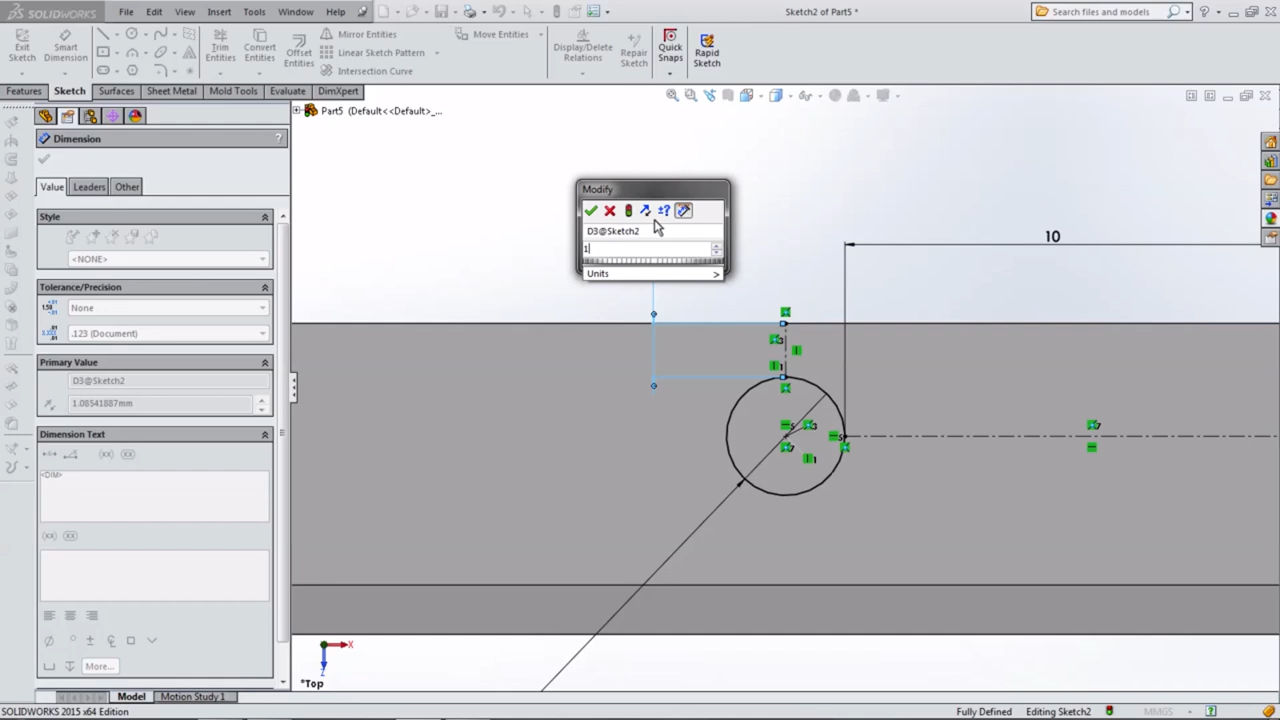 SOLIDWORKS File Edit View Insert Tools Window Help Sketch2 of Part5 * Search files and models
Exit Sketch Smart Dimension Trim Entities Convert Entities Offset Entities Mirror Entities Linear Sketch Pattern Intersection Curve Move Entities Display/Delete Relations Repair Sketch Quick Snaps Rapid Sketch
Features Sketch Surfaces Sheet Metal Mold Tools Evaluate DimXpert
Part5 (Default<<Default>_...
Dimension ?
Value Leaders Other
Style
<NONE>
Tolerance/Precision
None
.123 (Document)
Primary Value
D3@Sketch2
1.08541887mm
Dimension Text
<DIM>
More...
Modify
D3@Sketch2
1
Units >
10
X
Z
*Top
Model Motion Study 1
SOLIDWORKS 2015 x64 Edition Fully Defined Editing Sketch2 MMGS